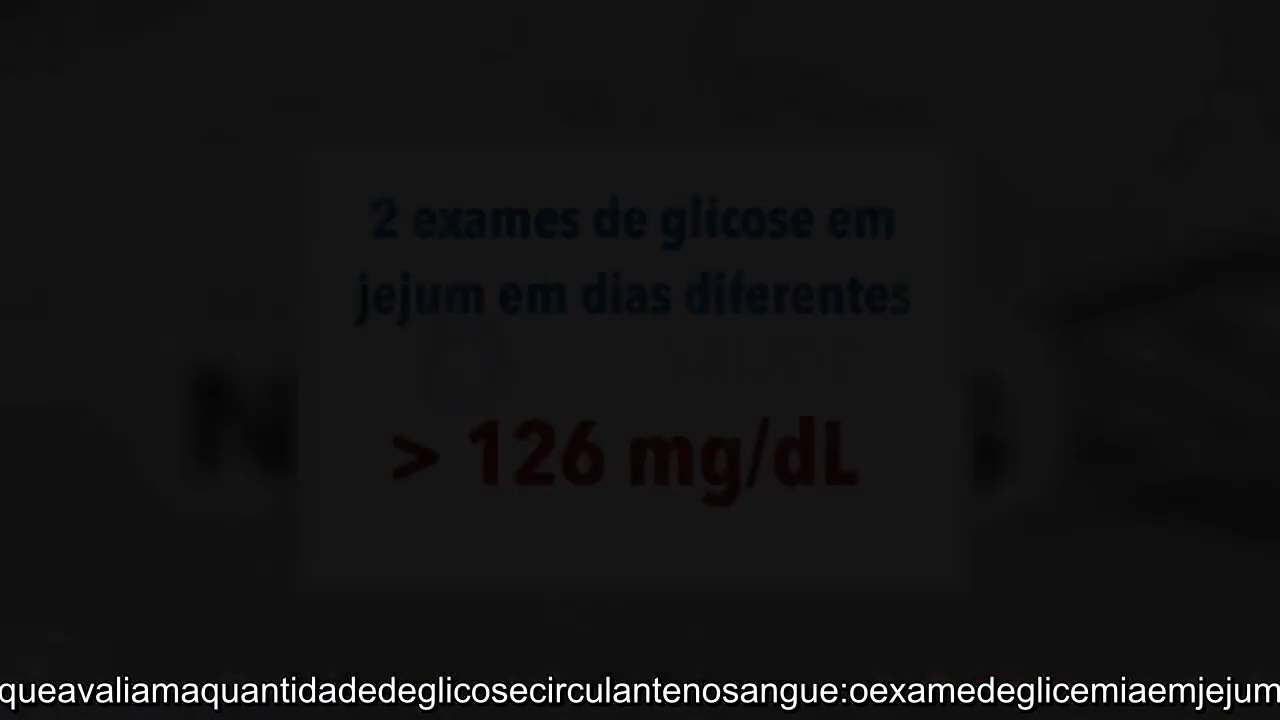 2 exames de glicose em
jejum em dias diferentes
> 126 mg/dL
queavaliamaquantidadedeglicosecirculantenosangue:oexamedeglicemiaemjejum